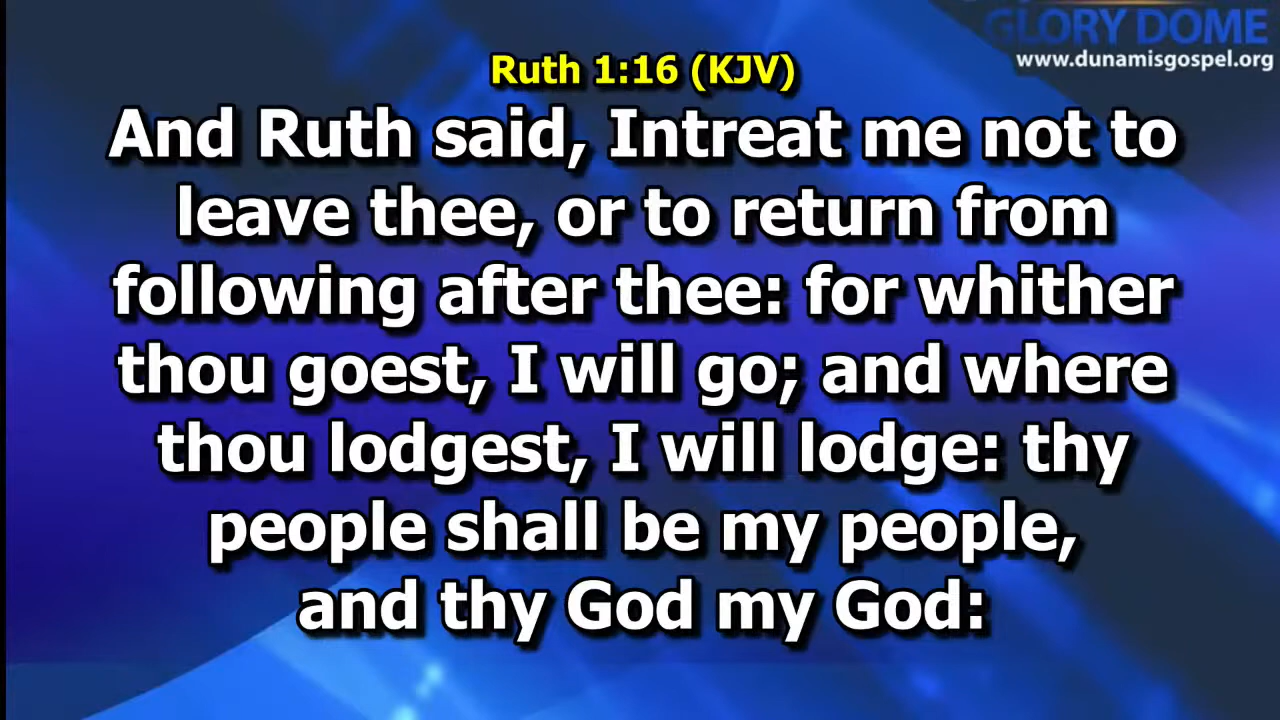 GLORY DOME
www.dunamisgospel.org
Ruth 1:16 (KJV)
And Ruth said, Intreat me not to
leave thee, or to return from
following after thee: for whither
thou goest, I will go; and where
thou lodgest, I will lodge: thy
people shall be my people,
and thy God my God: